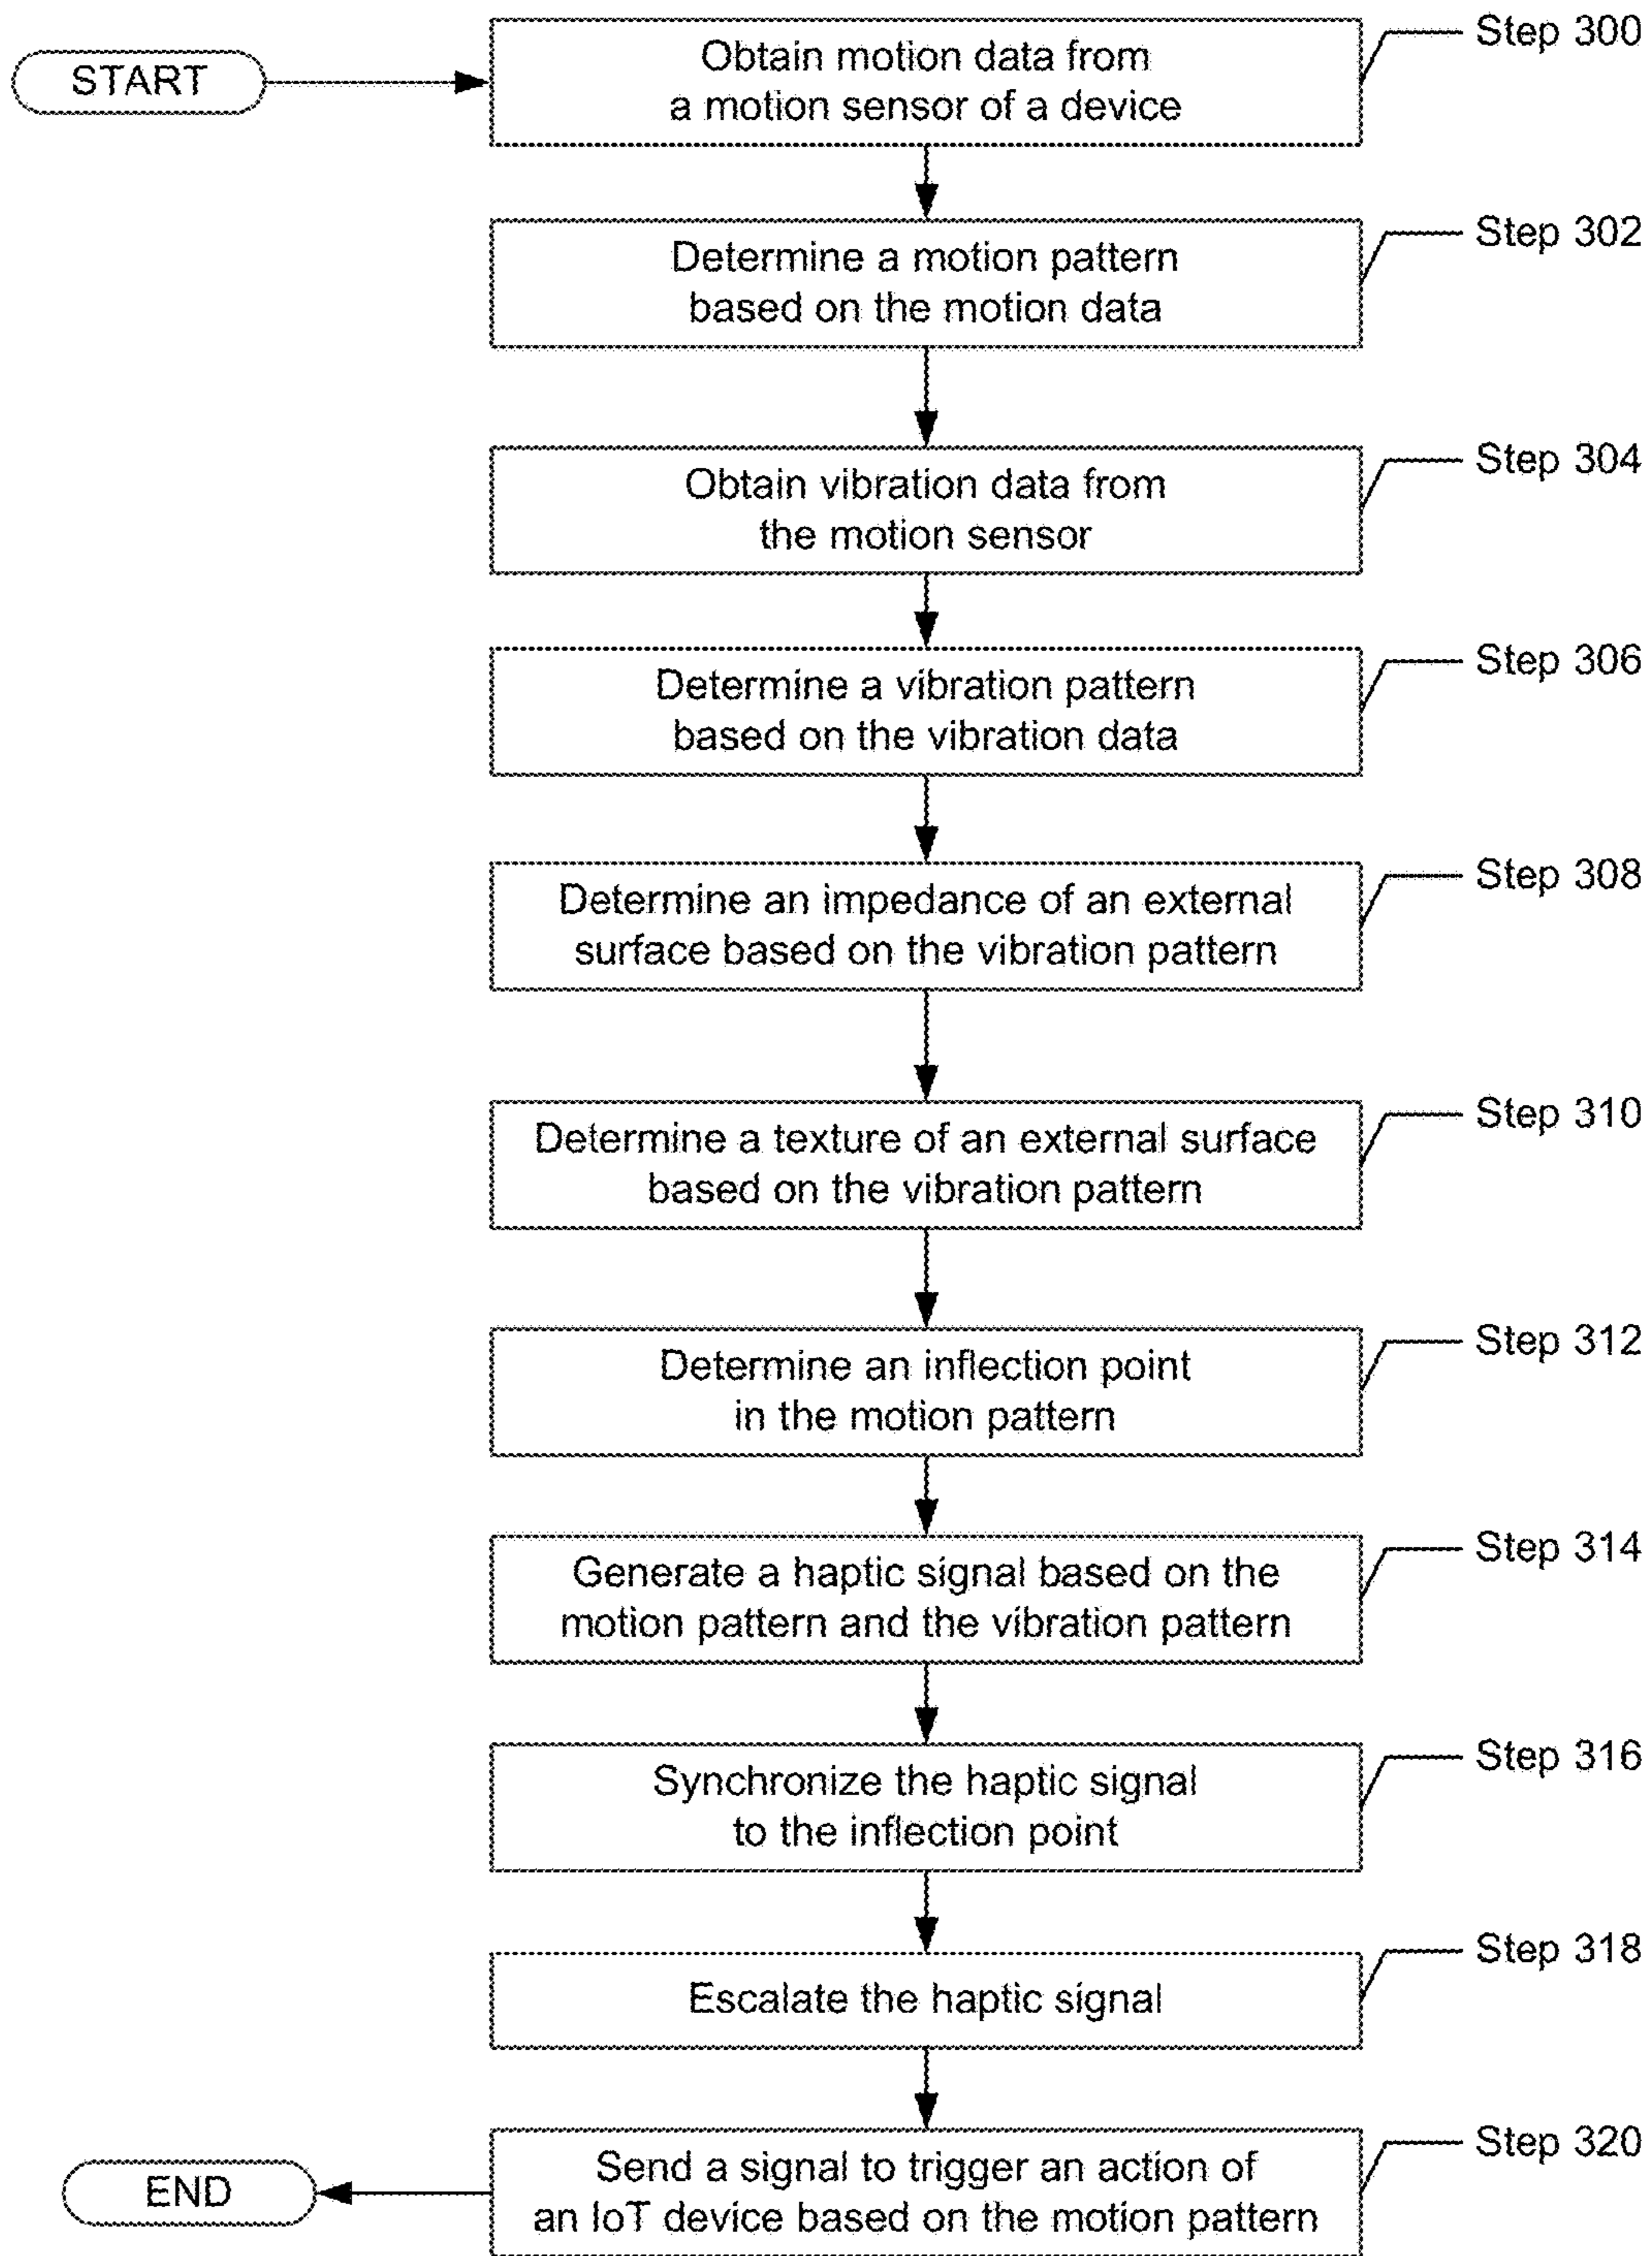 START
Obtain motion data from
a motion sensor of a device
Step 300
Determine a motion pattern
based on the motion data
Step 302
Obtain vibration data from
the motion sensor
Step 304
Determine a vibration pattern
based on the vibration data
Step 306
Determine an impedance of an external
surface based on the vibration pattern
Step 308
Determine a texture of an external surface
based on the vibration pattern
Step 310
Determine an inflection point
in the motion pattern
Step 312
Generate a haptic signal based on the
motion pattern and the vibration pattern
Step 314
Synchronize the haptic signal
to the inflection point
Step 316
Escalate the haptic signal
Step 318
Send a signal to trigger an action of
an IoT device based on the motion pattern
Step 320
END